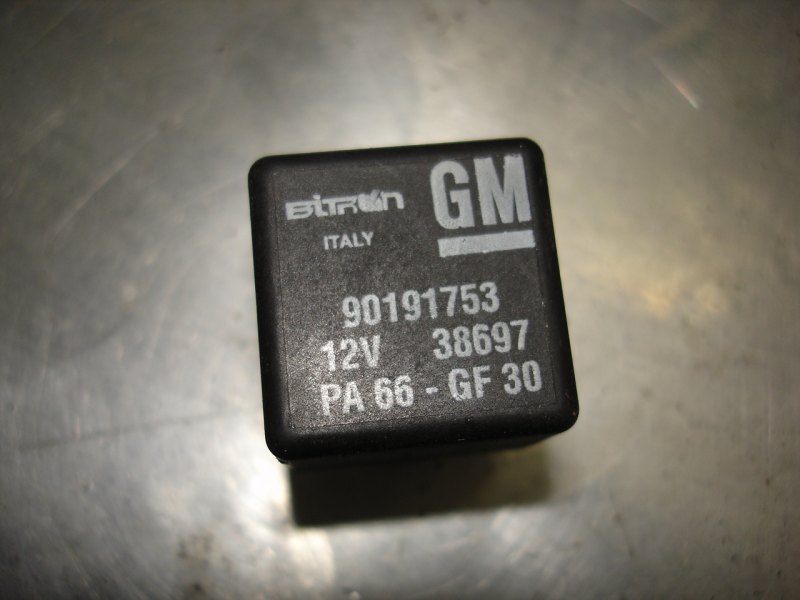 BiTRON GM
ITALY
90191753
12V 38697
PA 66 - GF 30